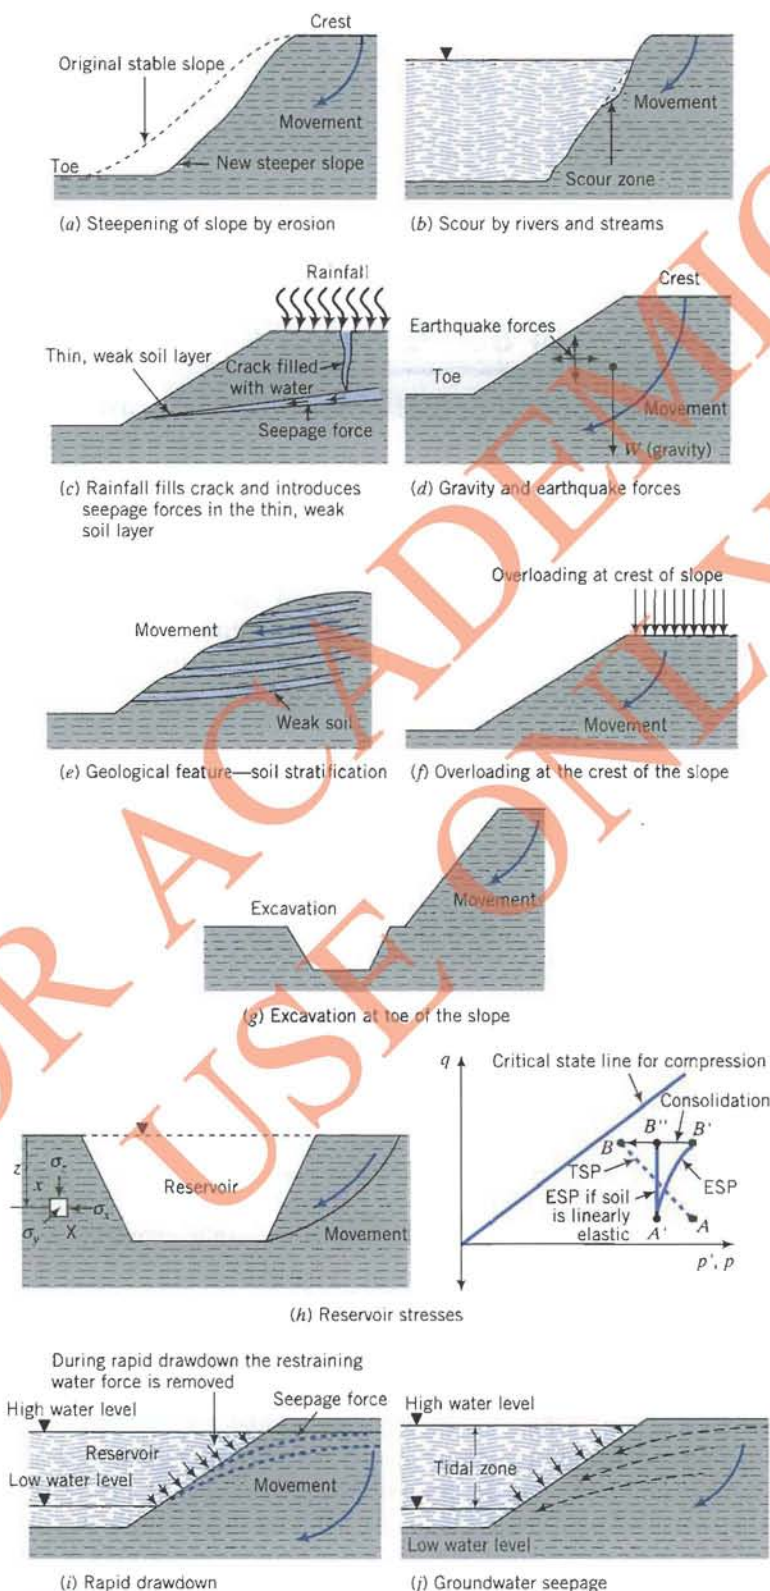 Crest
Original stable slope
Movement
Toe
New steeper slope
(a) Steepening of slope by erosion
Movement
Scour zone
(b) Scour by rivers and streams
Rainfall
Thin, weak soil layer
Crack filled
with water
Seepage force
(c) Rainfall fills crack and introduces
seepage forces in the thin, weak
soil layer
Crest
Earthquake forces
Toe
Movement
W (gravity)
(d) Gravity and earthquake forces
Movement
Weak soil
(e) Geological feature—soil stratification
Overloading at crest of slope
Movement
(f) Overloading at the crest of the slope
Excavation
Movement
(g) Excavation at toe of the slope
z
σz
x
σx
σy
X
Reservoir
Movement
q
Critical state line for compression
Consolidation
B
B"
B'
TSP
ESP
ESP if soil
is linearly
elastic
A'
A
p', p
(h) Reservoir stresses
During rapid drawdown the restraining
water force is removed
Seepage force
High water level
Reservoir
Low water level
Movement
(i) Rapid drawdown
High water level
Tidal zone
Low water level
(j) Groundwater seepage
FOR ACADEMIC
USE ONLY